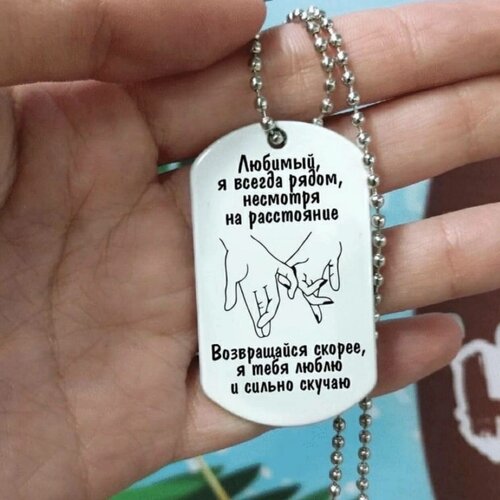 Любимый,
я всегда рядом,
несмотря
на расстояние
Возвращайся скорее,
я тебя люблю
и сильно скучаю